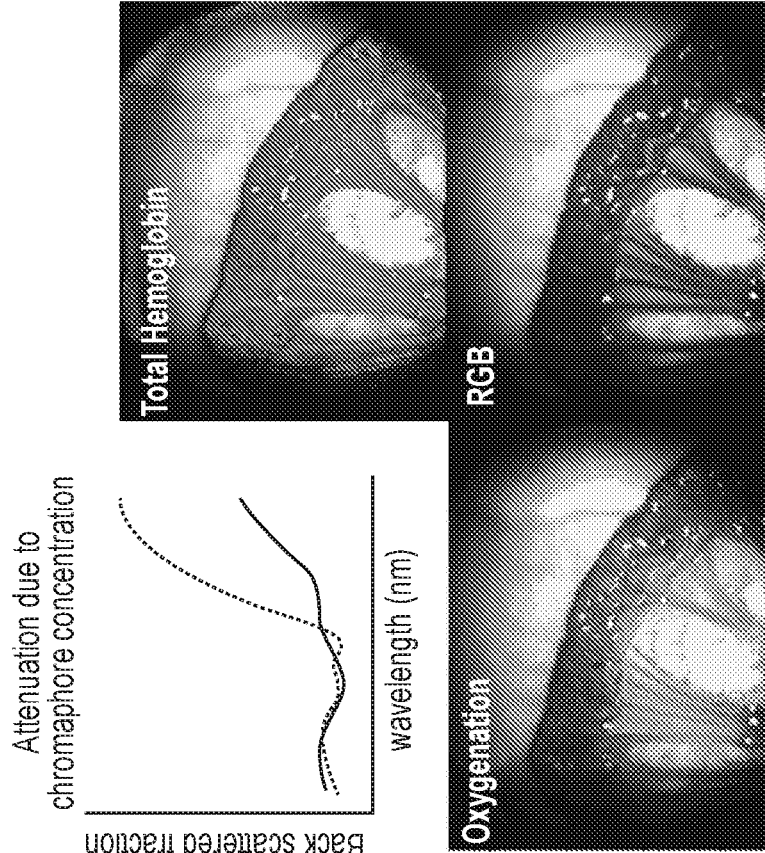 Attenuation due to
chromaphore concentration
Back scattered fraction
wavelength (nm)
Total Hemoglobin
Oxygenation
RGB